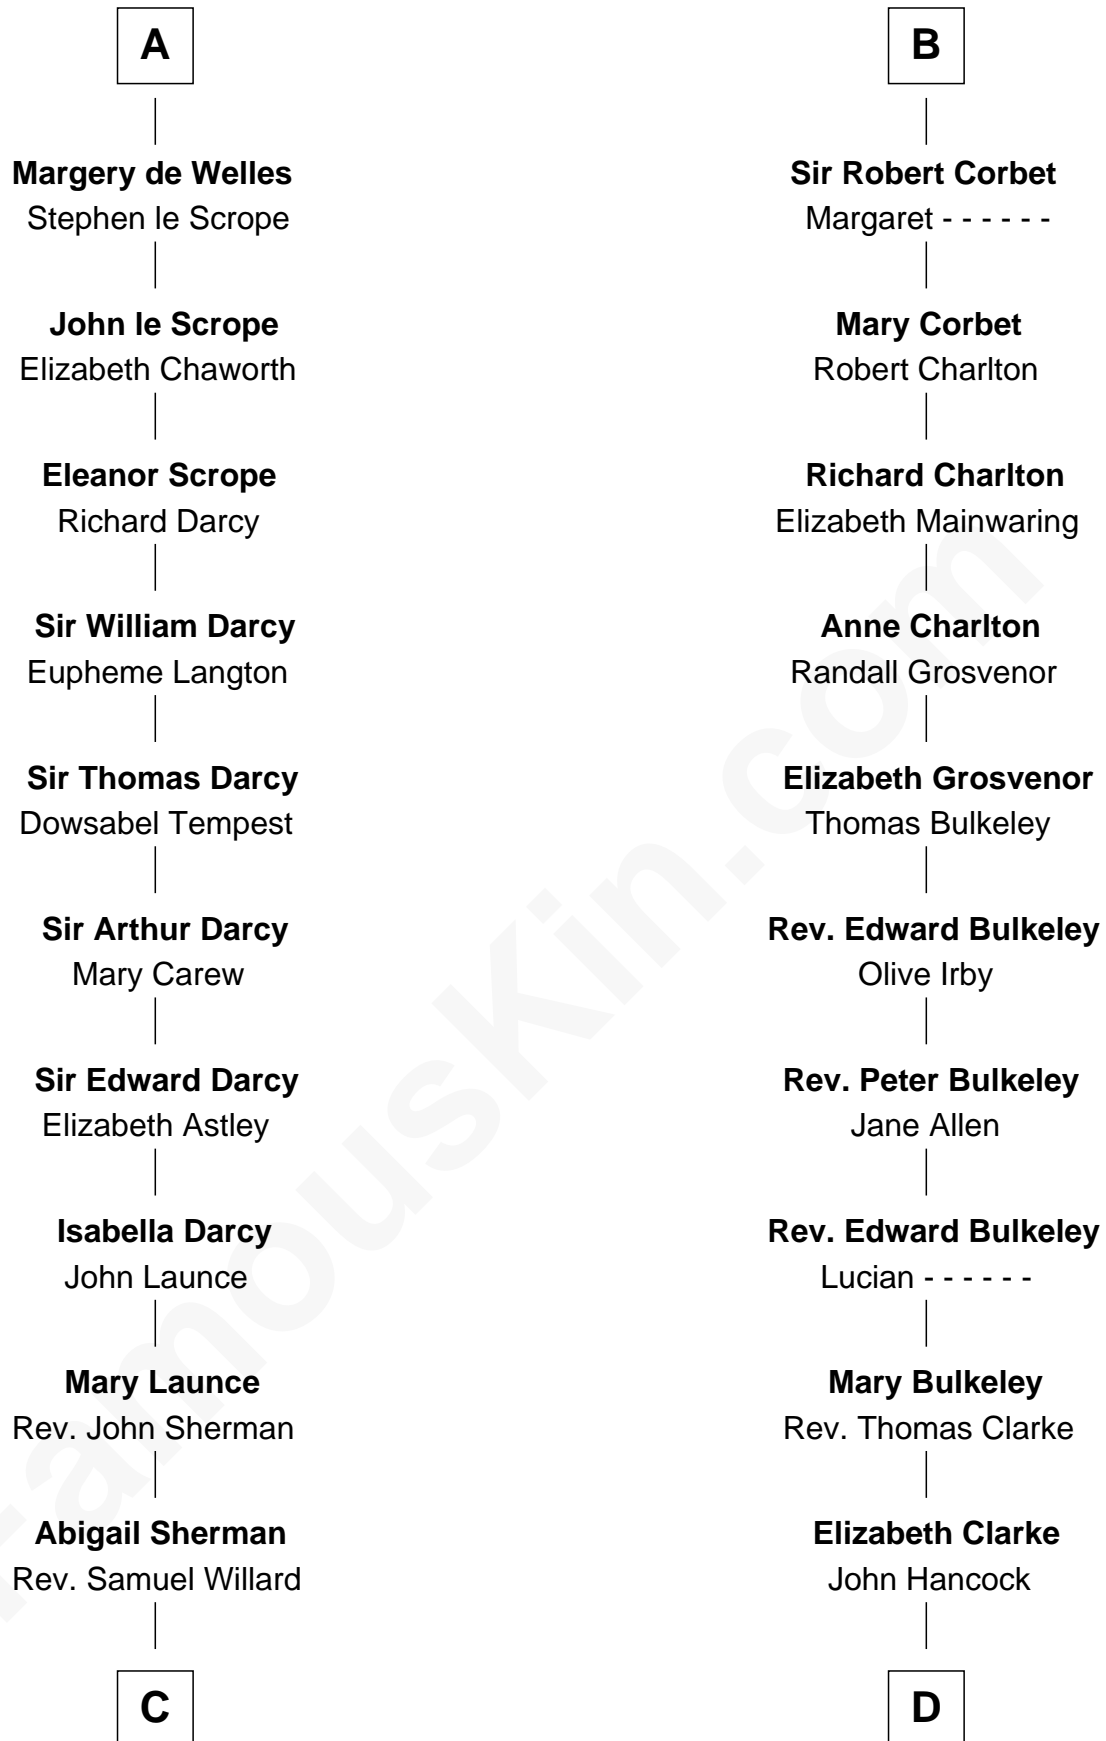 A
Margery de Welles
Stephen le Scrope
John le Scrope
Elizabeth Chaworth
Eleanor Scrope
Richard Darcy
Sir William Darcy
Eupheme Langton
Sir Thomas Darcy
Dowsabel Tempest
Sir Arthur Darcy
Mary Carew
Sir Edward Darcy
Elizabeth Astley
Isabella Darcy
John Launce
Mary Launce
Rev. John Sherman
Abigail Sherman
Rev. Samuel Willard
C
B
Sir Robert Corbet
Margaret - - - - - -
Mary Corbet
Robert Charlton
Richard Charlton
Elizabeth Mainwaring
Anne Charlton
Randall Grosvenor
Elizabeth Grosvenor
Thomas Bulkeley
Rev. Edward Bulkeley
Olive Irby
Rev. Peter Bulkeley
Jane Allen
Rev. Edward Bulkeley
Lucian - - - - - -
Mary Bulkeley
Rev. Thomas Clarke
Elizabeth Clarke
John Hancock
D
FamousKin.com